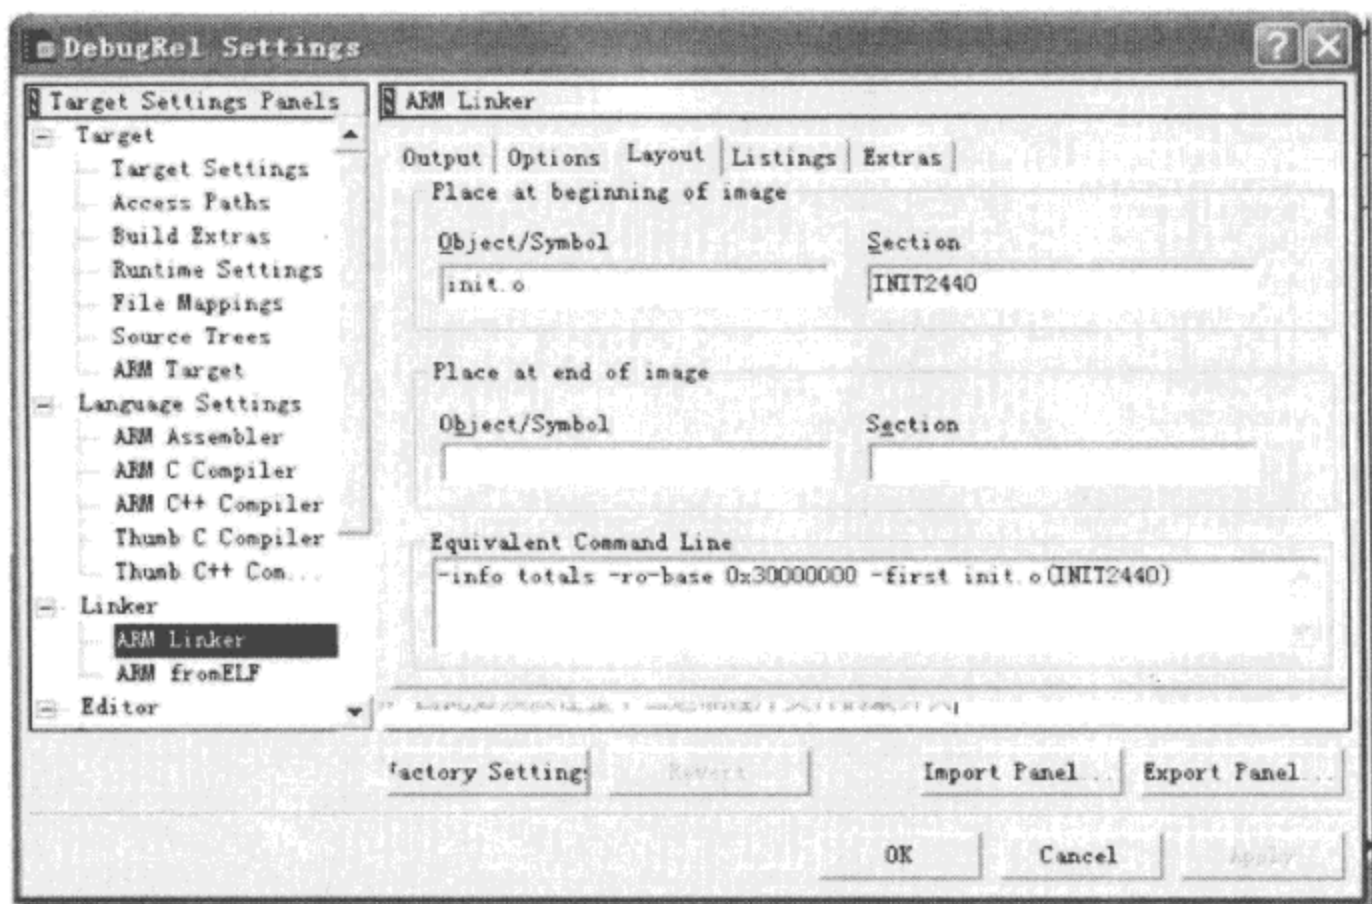 DebugRel Settings
Target Settings Panels
Target
Target Settings
Access Paths
Build Extras
Runtime Settings
File Mappings
Source Trees
ARM Target
Language Settings
ARM Assembler
ARM C Compiler
ARM C++ Compiler
Thumb C Compiler
Thumb C++ Com...
Linker
ARM Linker
ARM fromELF
Editor
ARM Linker
Output Options Layout Listings Extras
Place at beginning of image
Object/Symbol Section
init.o INIT2440
Place at end of image
Object/Symbol Section
Equivalent Command Line
-info totals -ro-base 0x30000000 -first init.o(INIT2440)
Factory Settings Revert Import Panel... Export Panel...
OK Cancel Apply